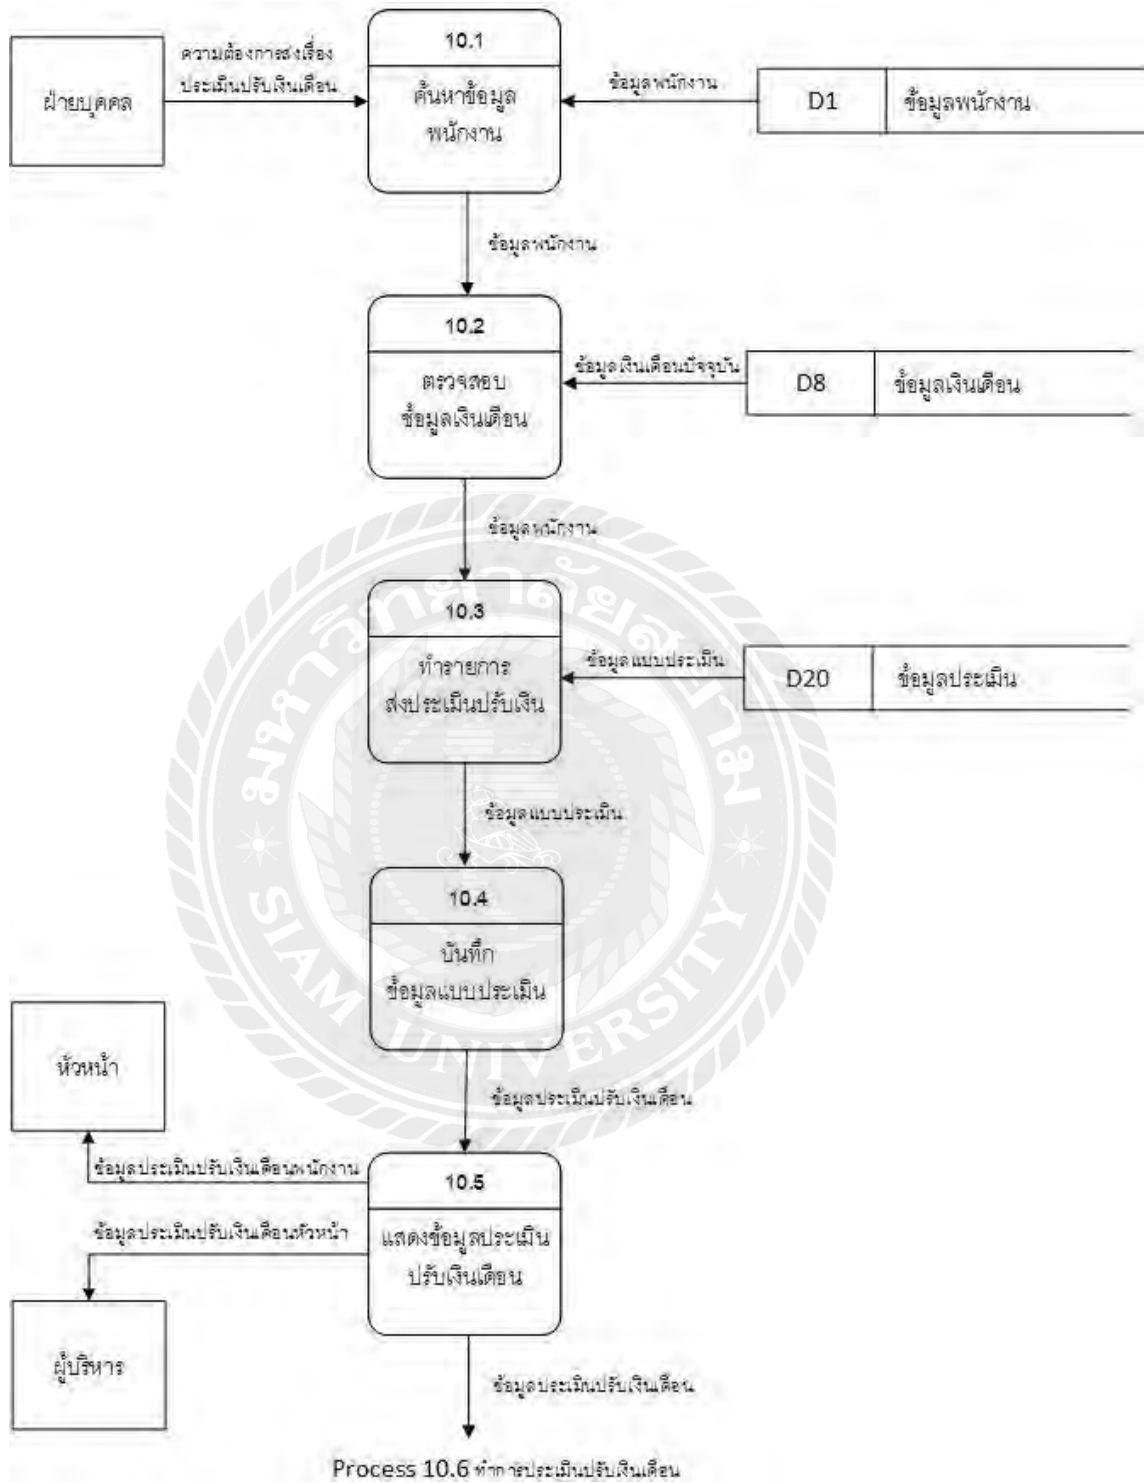 10.1
ความต้องการส่งเรื่อง
ประเมินปรับเงินเดือน
ฝ่ายบุคคล
ค้นหาข้อมูล
พนักงาน
ข้อมูลพนักงาน
D1
ข้อมูลพนักงาน
ข้อมูลพนักงาน
10.2
ตรวจสอบ
ข้อมูลเงินเดือน
ข้อมูลเงินเดือนปัจจุบัน
D8
ข้อมูลเงินเดือน
ข้อมูลพนักงาน
10.3
ทำรายการ
ส่งประเมินปรับเงิน
ข้อมูลแบบประเมิน
D20
ข้อมูลประเมิน
ข้อมูลแบบประเมิน
10.4
บันทึก
ข้อมูลแบบประเมิน
มหาวิทยาลัยสยาม
SIAM UNIVERSITY
หัวหน้า
ข้อมูลประเมินปรับเงินเดือน
ข้อมูลประเมินปรับเงินเดือนพนักงาน
10.5
ข้อมูลประเมินปรับเงินเดือนหัวหน้า
แสดงข้อมูลประเมิน
ปรับเงินเดือน
ผู้บริหาร
ข้อมูลประเมินปรับเงินเดือน
Process 10.6 ทำการประเมินปรับเงินเดือน